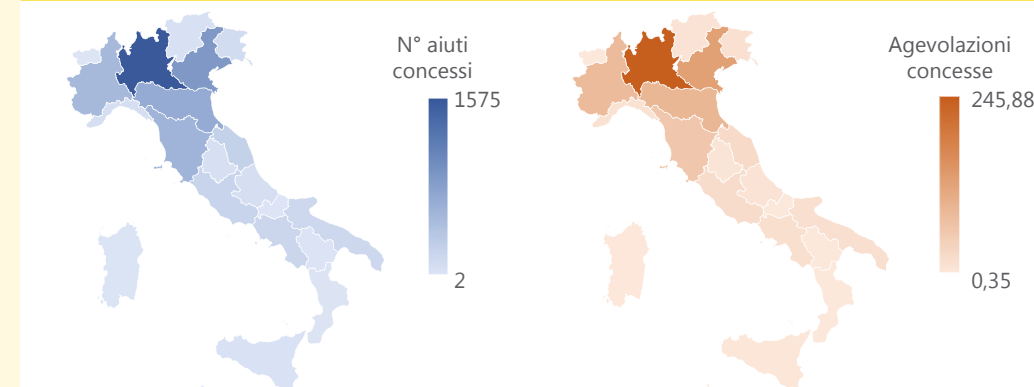 N° aiuti
concessi
1575
2
Agevolazioni
concesse
245,88
0,35